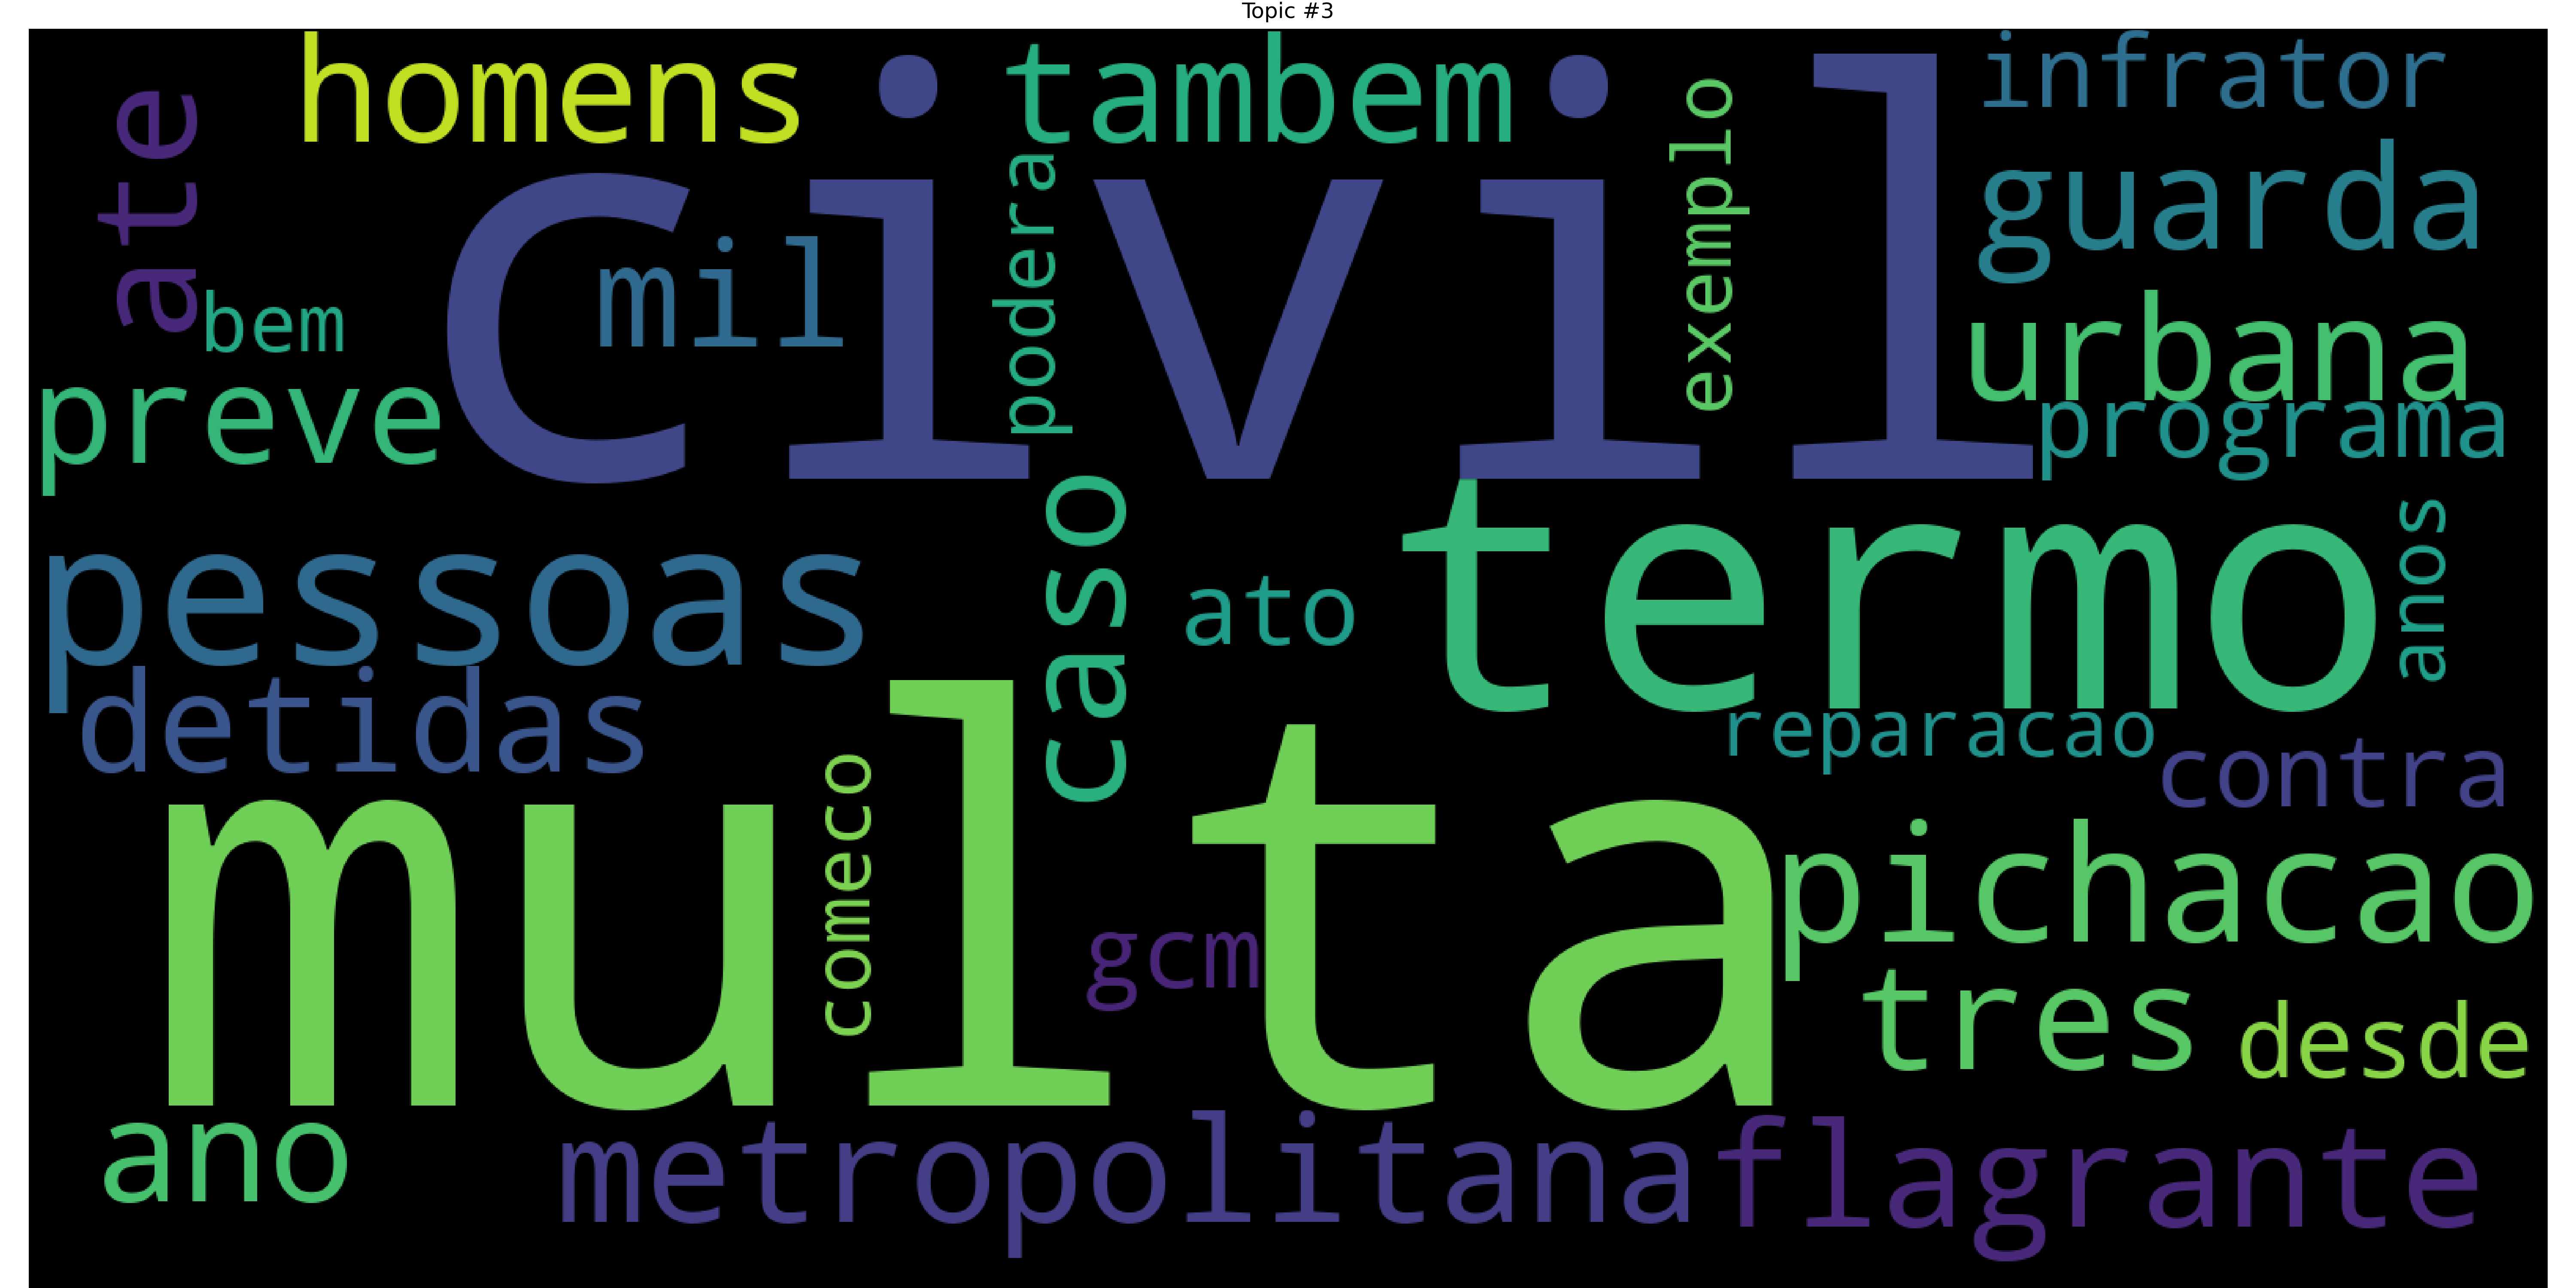 Topic #3
homens
tambem
infrator
ate
civil
exemplo
guarda
podera
mil
bem
urbana
preve
programa
caso
termo
anos
pessoas
ato
detidas
reparacao
contra
multa
comeco
pichacao
gcm
tres
desde
ano
metropolitana
flagrante